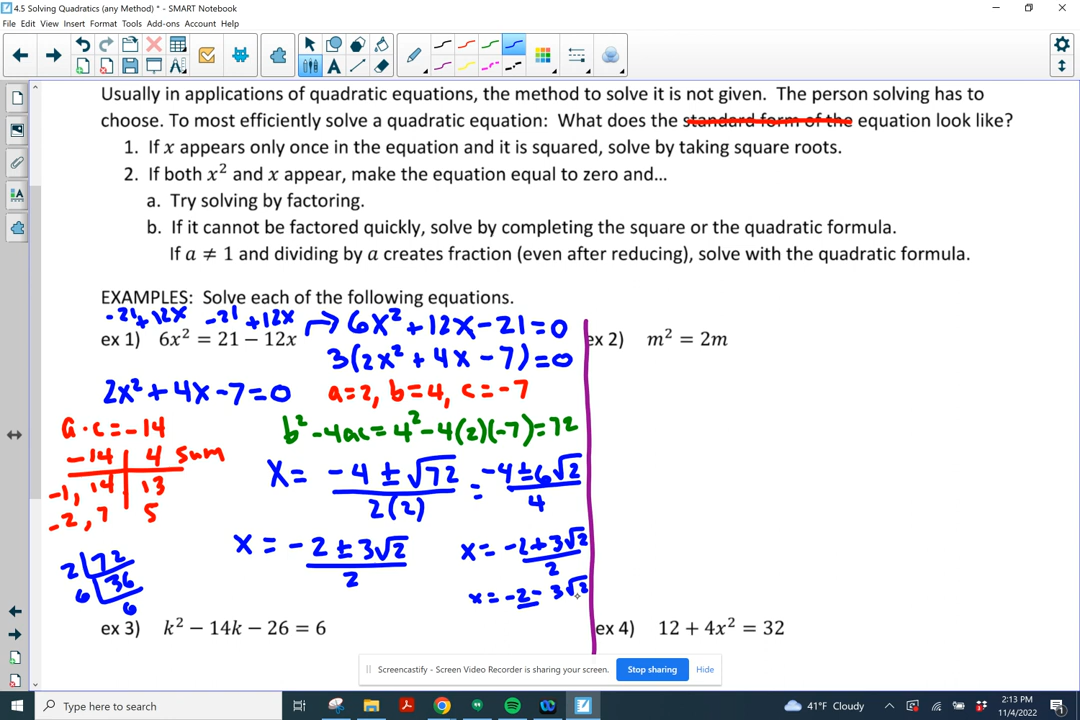 4.5 Solving Quadratics (any Method) * - SMART Notebook
File Edit View Insert Format Tools Add-ons Account Help
Usually in applications of quadratic equations, the method to solve it is not given. The person solving has to
choose. To most efficiently solve a quadratic equation: What does the standard form of the equation look like?
1. If x appears only once in the equation and it is squared, solve by taking square roots.
2. If both x² and x appear, make the equation equal to zero and...
a. Try solving by factoring.
b. If it cannot be factored quickly, solve by completing the square or the quadratic formula.
If a ≠ 1 and dividing by a creates fraction (even after reducing), solve with the quadratic formula.
EXAMPLES: Solve each of the following equations.
-21+12x -21 +12x → 6x² + 12x - 21 = 0
ex 1) 6x² = 21 − 12x
3(2x² + 4x - 7) = 0
ex 2) m² = 2m
2x² + 4x - 7 = 0
a=2, b=4, c=-7
a·c = -14
b² - 4ac = 4² - 4(2)(-7) = 72
-14 | 4 sum
-1, 14 | 13
-2, 7 | 5
x = (-4 ± √72) / 2(2) = (-4 ± 6√2) / 4
x = (-2 ± 3√2) / 2
x = (-2 + 3√2) / 2
x = -2 - 3√2
2 | 72
6 | 36
6
ex 3) k² − 14k − 26 = 6
ex 4) 12 + 4x² = 32
Screencastify - Screen Video Recorder is sharing your screen. Stop sharing Hide
Type here to search
41°F Cloudy
2:13 PM
11/4/2022